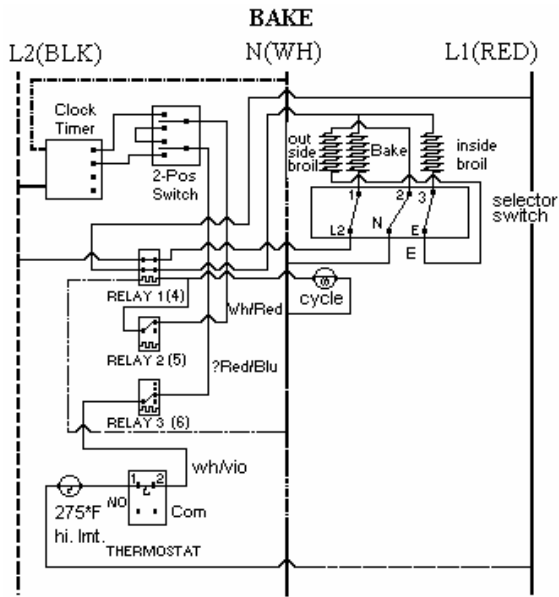 BAKE
L2(BLK) N(WH) L1(RED)
Clock
Timer
2-Pos
Switch
out
side
broil
Bake
inside
broil
1 2 3
selector
switch
L2 N E
E
RELAY 1(4)
cycle
Wh/Red
RELAY 2 (5)
?Red/Blu
RELAY 3 (6)
wh/vio
1 2
NO
Com
275*F
hi. lmt.
THERMOSTAT